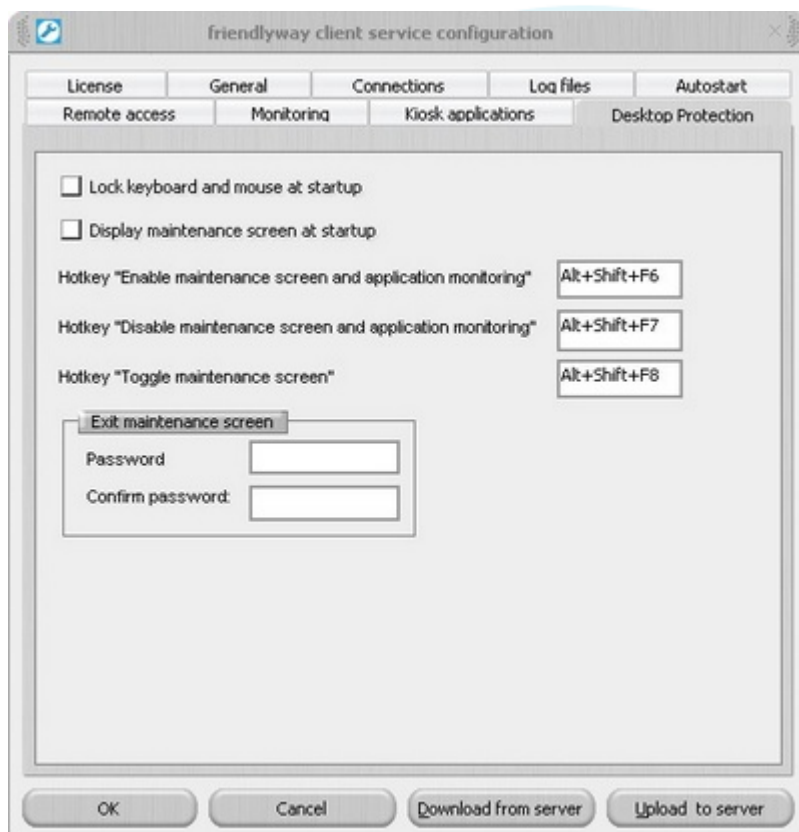 friendlyway client service configuration
License General Connections Log files Autostart
Remote access Monitoring Kiosk applications Desktop Protection
Lock keyboard and mouse at startup
Display maintenance screen at startup
Hotkey "Enable maintenance screen and application monitoring" Alt+Shift+F6
Hotkey "Disable maintenance screen and application monitoring" Alt+Shift+F7
Hotkey "Toggle maintenance screen" Alt+Shift+F8
Exit maintenance screen
Password
Confirm password:
OK Cancel Download from server Upload to server